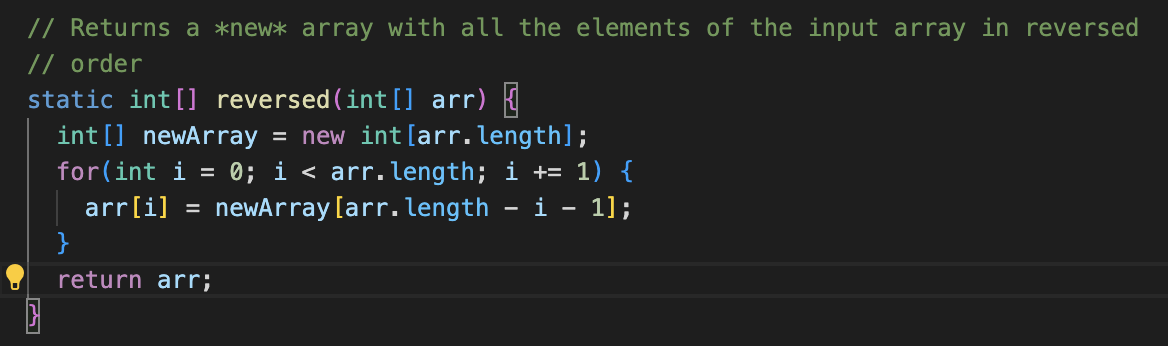 // Returns a *new* array with all the elements of the input array in reversed
// order
static int[] reversed(int[] arr) {
  int[] newArray = new int[arr.length];
  for(int i = 0; i < arr.length; i += 1) {
    arr[i] = newArray[arr.length - i - 1];
  }
  return arr;
}